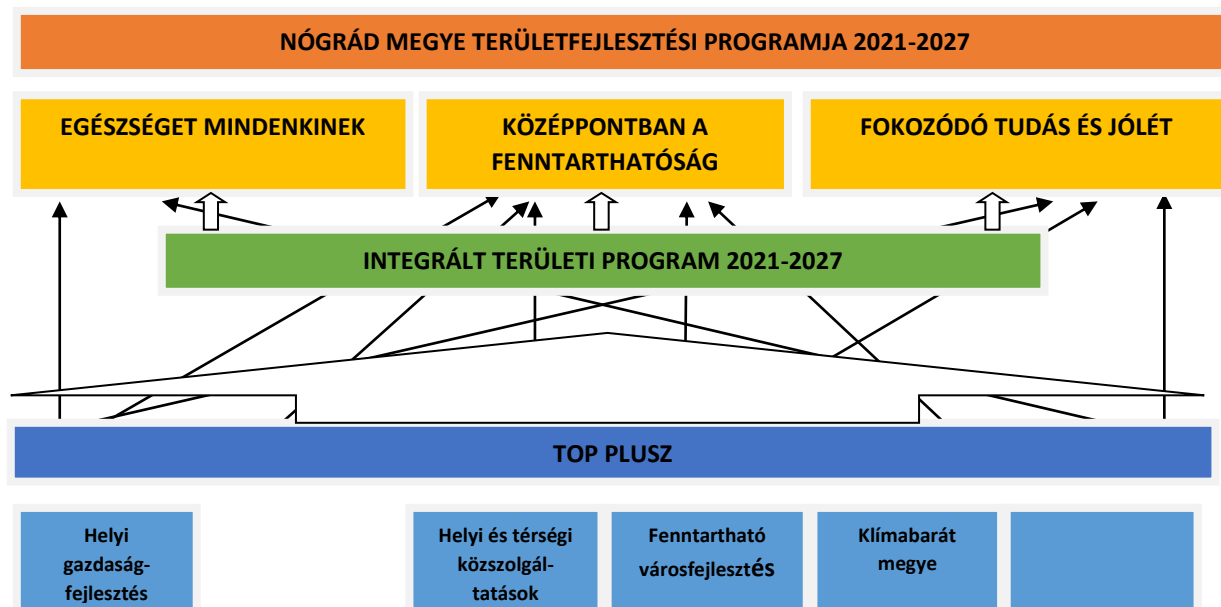 NÓGRÁD MEGYE TERÜLETFEJLESZTÉSI PROGRAMJA 2021-2027
EGÉSZSÉGET MINDENKINEK
KÖZÉPPONTBAN A
FENNTARTHATÓSÁG
FOKOZÓDÓ TUDÁS ÉS JÓLÉT
INTEGRÁLT TERÜLETI PROGRAM 2021-2027
TOP PLUSZ
Helyi
gazdaság-
fejlesztés
Helyi és térségi
közszolgál-
tatások
Fenntartható
városfejlesztés
Klímabarát
megye